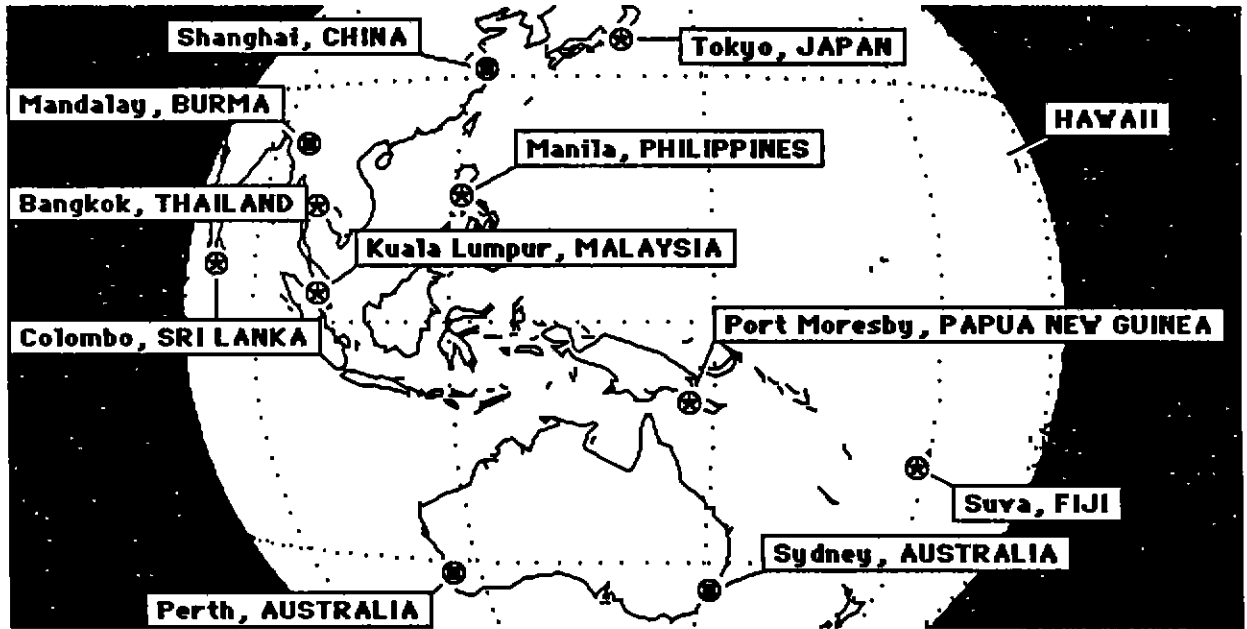 Shanghai, CHINA
Tokyo, JAPAN
Mandalay, BURMA
HAWAII
Manila, PHILIPPINES
Bangkok, THAILAND
Kuala Lumpur, MALAYSIA
Colombo, SRI LANKA
Port Moresby, PAPUA NEW GUINEA
Suva, FIJI
Sydney, AUSTRALIA
Perth, AUSTRALIA